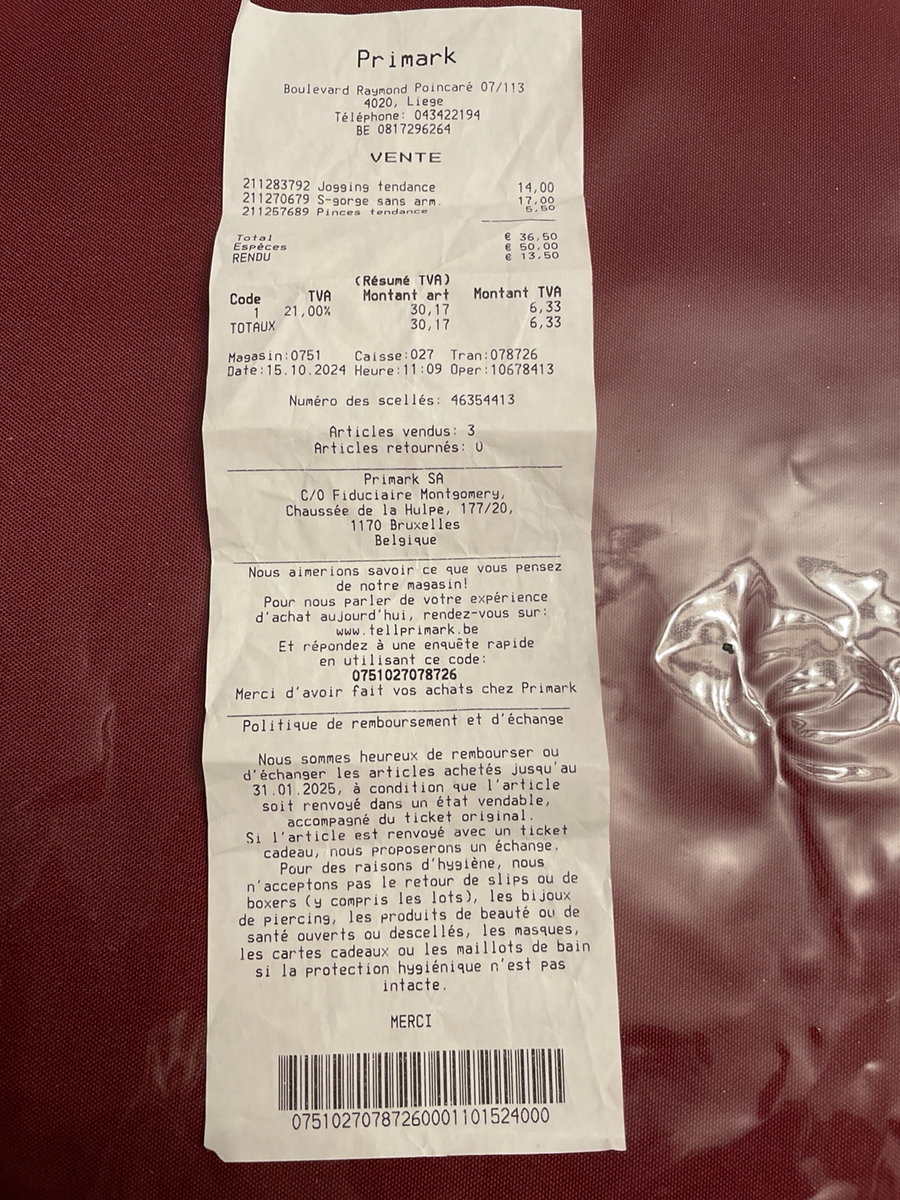 Primark
Boulevard Raymond Poincaré 07/113
4020, Liege
Téléphone: 043422194
BE 0817296264
VENTE
211283792 Jogging tendance 14,00
211270679 S-gorge sans arm. 17,00
211257689 Pinces tendance 5,50
Total € 36,50
Espèces € 50,00
RENDU € 13,50
(Résumé TVA)
Code TVA Montant art Montant TVA
1 21,00% 30,17 6,33
TOTAUX 30,17 6,33
Magasin:0751 Caisse:027 Tran:078726
Date:15.10.2024 Heure:11:09 Oper:10678413
Numéro des scellés: 46354413
Articles vendus: 3
Articles retournés: 0
Primark SA
C/O Fiduciaire Montgomery,
Chaussée de la Hulpe, 177/20,
1170 Bruxelles
Belgique
Nous aimerions savoir ce que vous pensez
de notre magasin!
Pour nous parler de votre expérience
d'achat aujourd'hui, rendez-vous sur:
www.tellprimark.be
Et répondez à une enquête rapide
en utilisant ce code:
0751027078726
Merci d'avoir fait vos achats chez Primark
Politique de remboursement et d'échange
Nous sommes heureux de rembourser ou
d'échanger les articles achetés jusqu'au
31.01.2025, à condition que l'article
soit renvoyé dans un état vendable,
accompagné du ticket original.
Si l'article est renvoyé avec un ticket
cadeau, nous proposerons un échange.
Pour des raisons d'hygiène, nous
n'acceptons pas le retour de slips ou de
boxers (y compris les lots), les bijoux
de piercing, les produits de beauté ou de
santé ouverts ou descellés, les masques,
les cartes cadeaux ou les maillots de bain
si la protection hygiénique n'est pas
intacte.
MERCI
07510270787260001101524000